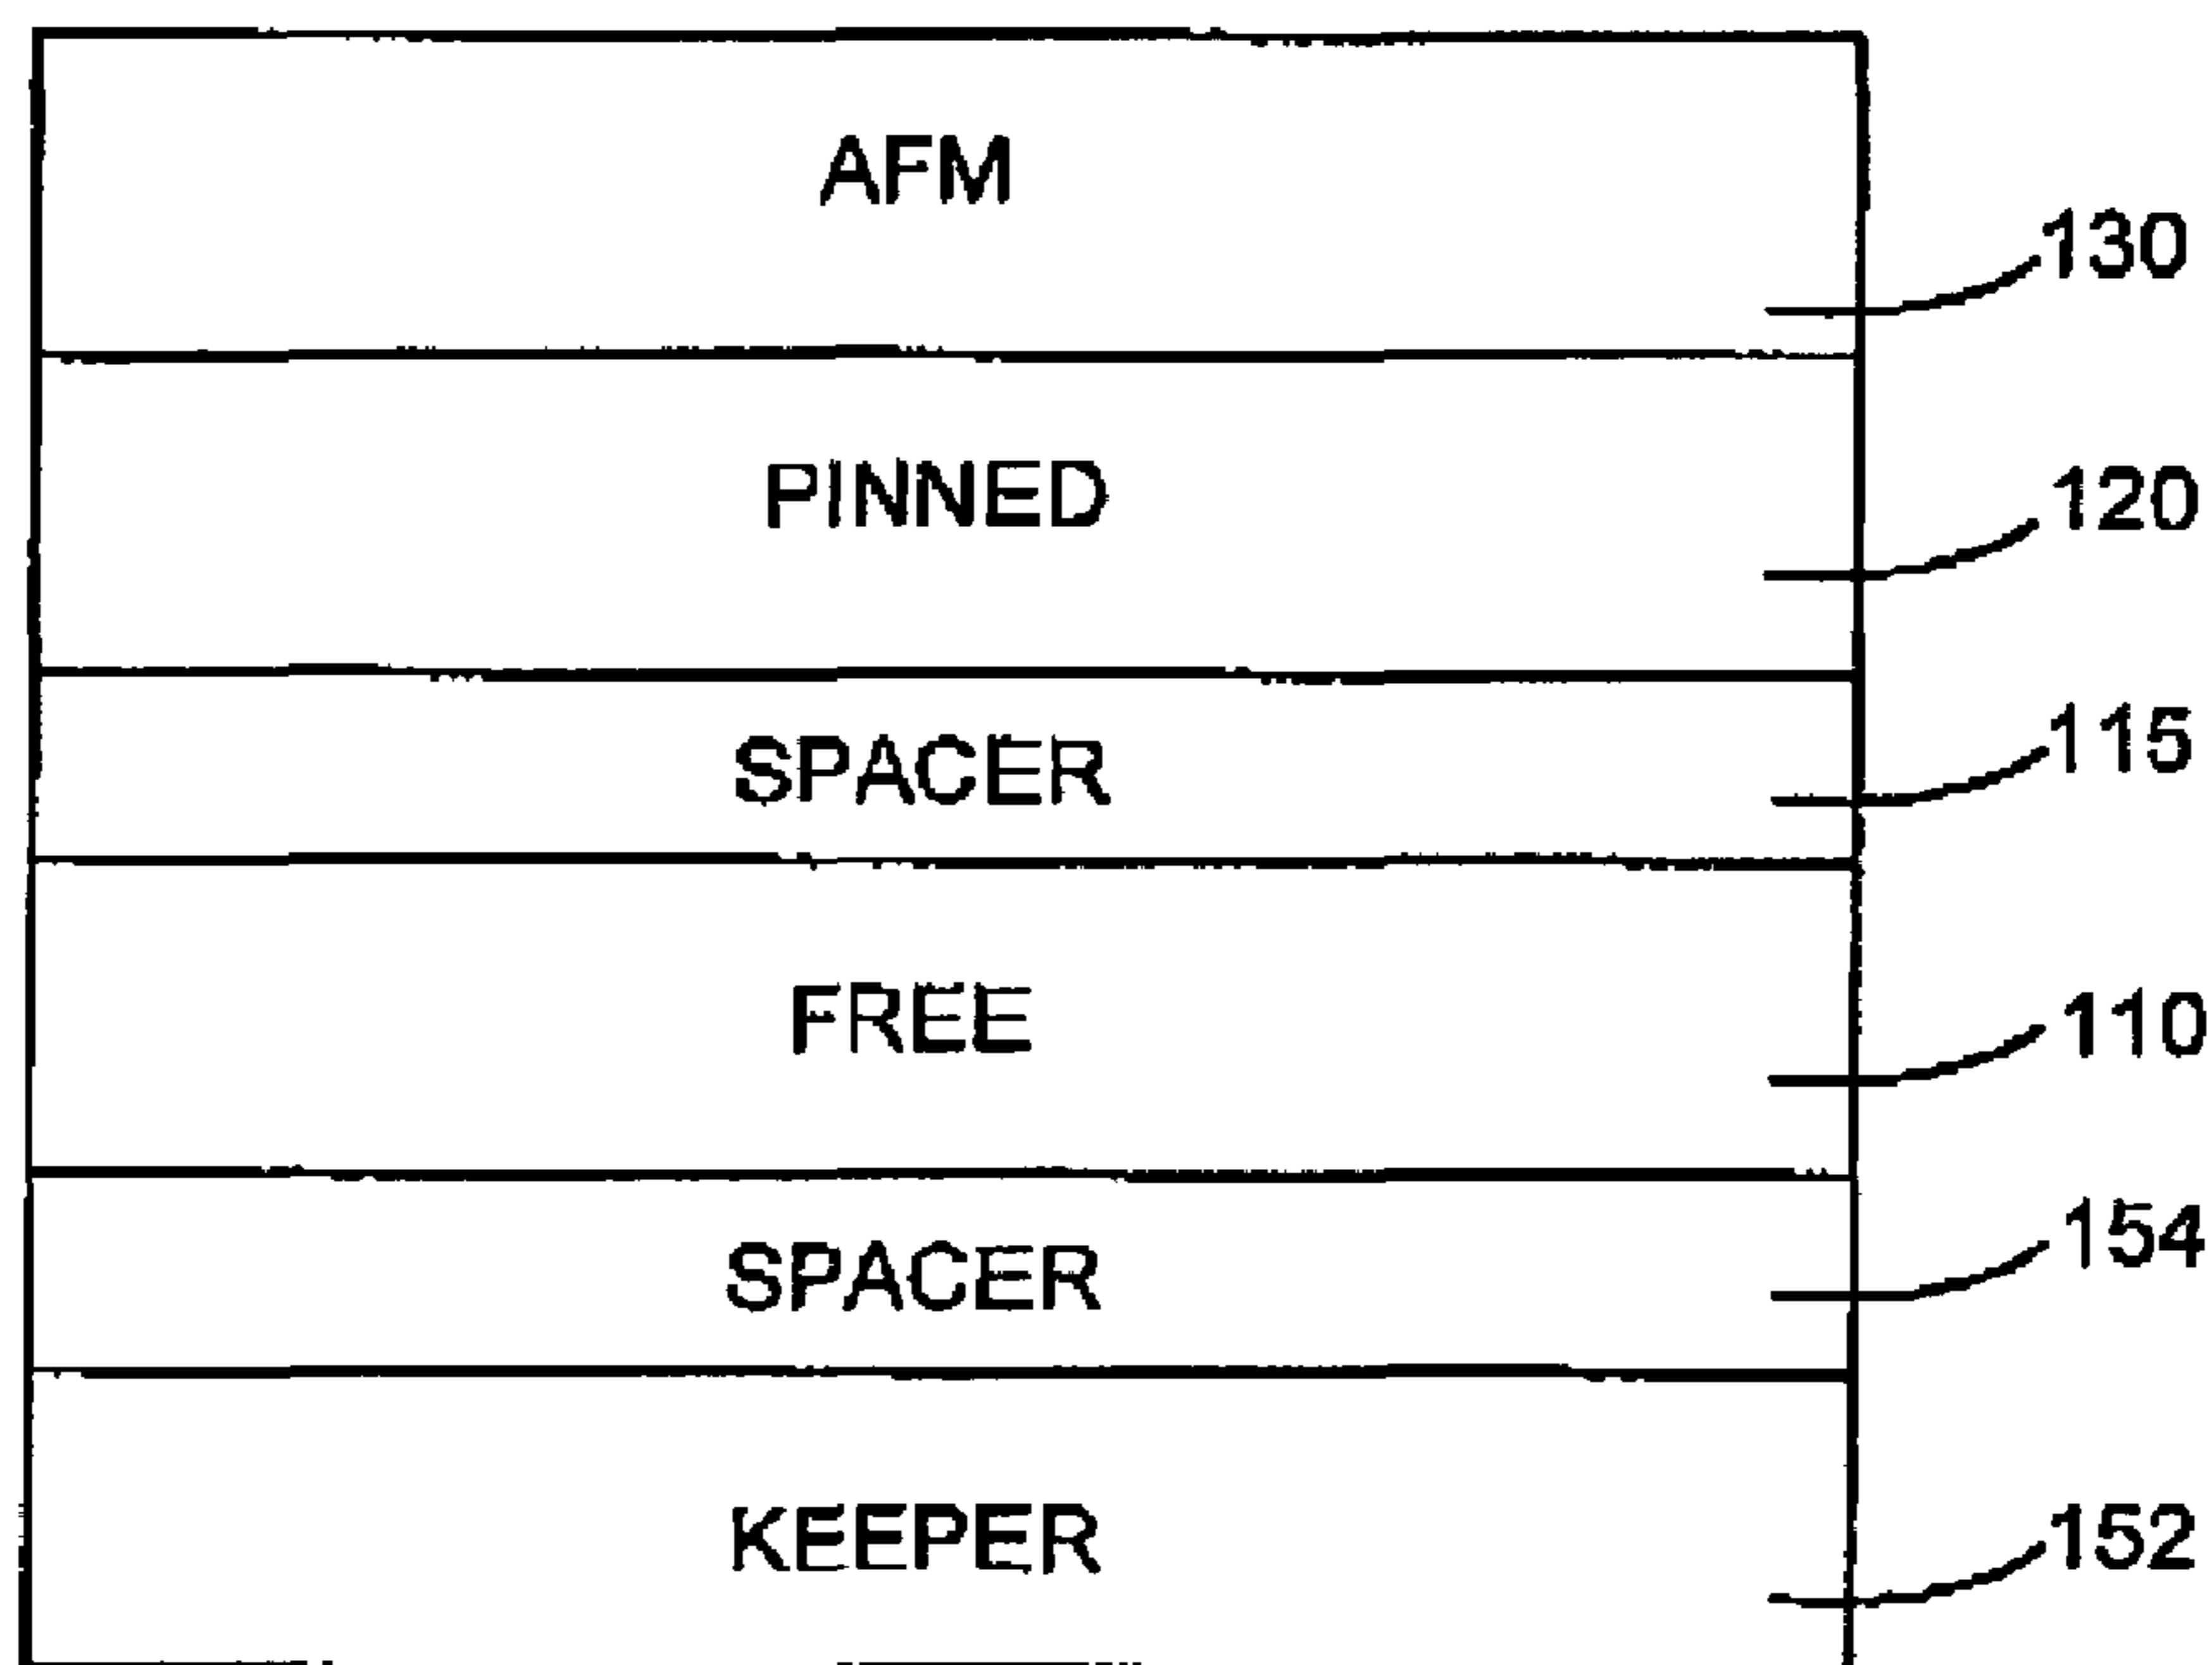 AFM
130
PINNED
120
SPACER
115
FREE
110
SPACER
154
KEEPER
152